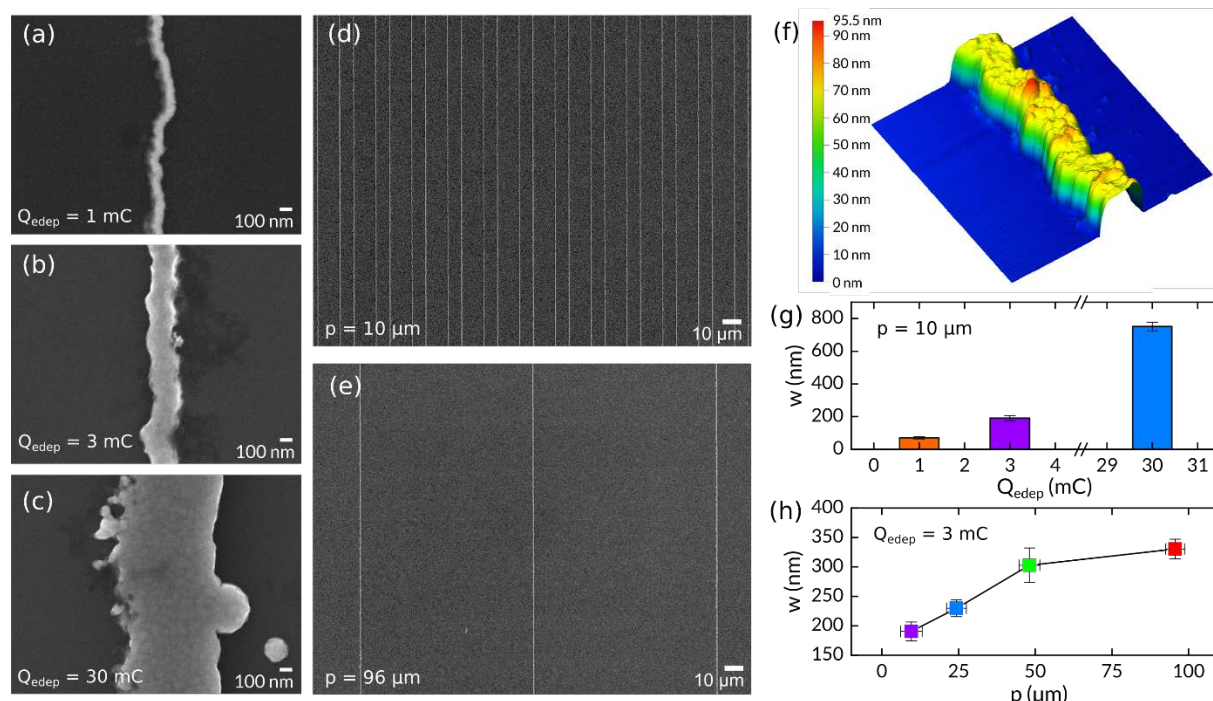 (a)
Q_edep = 1 mC
100 nm
(b)
Q_edep = 3 mC
100 nm
(c)
Q_edep = 30 mC
100 nm
(d)
p = 10 µm
10 µm
(e)
p = 96 µm
10 µm
(f)
95.5 nm
90 nm
80 nm
70 nm
60 nm
50 nm
40 nm
30 nm
20 nm
10 nm
0 nm
(g)
p = 10 µm
w (nm)
800
600
400
200
0
0 1 2 3 4 29 30 31
Q_edep (mC)
(h)
Q_edep = 3 mC
w (nm)
400
350
300
250
200
150
0 25 50 75 100
p (µm)